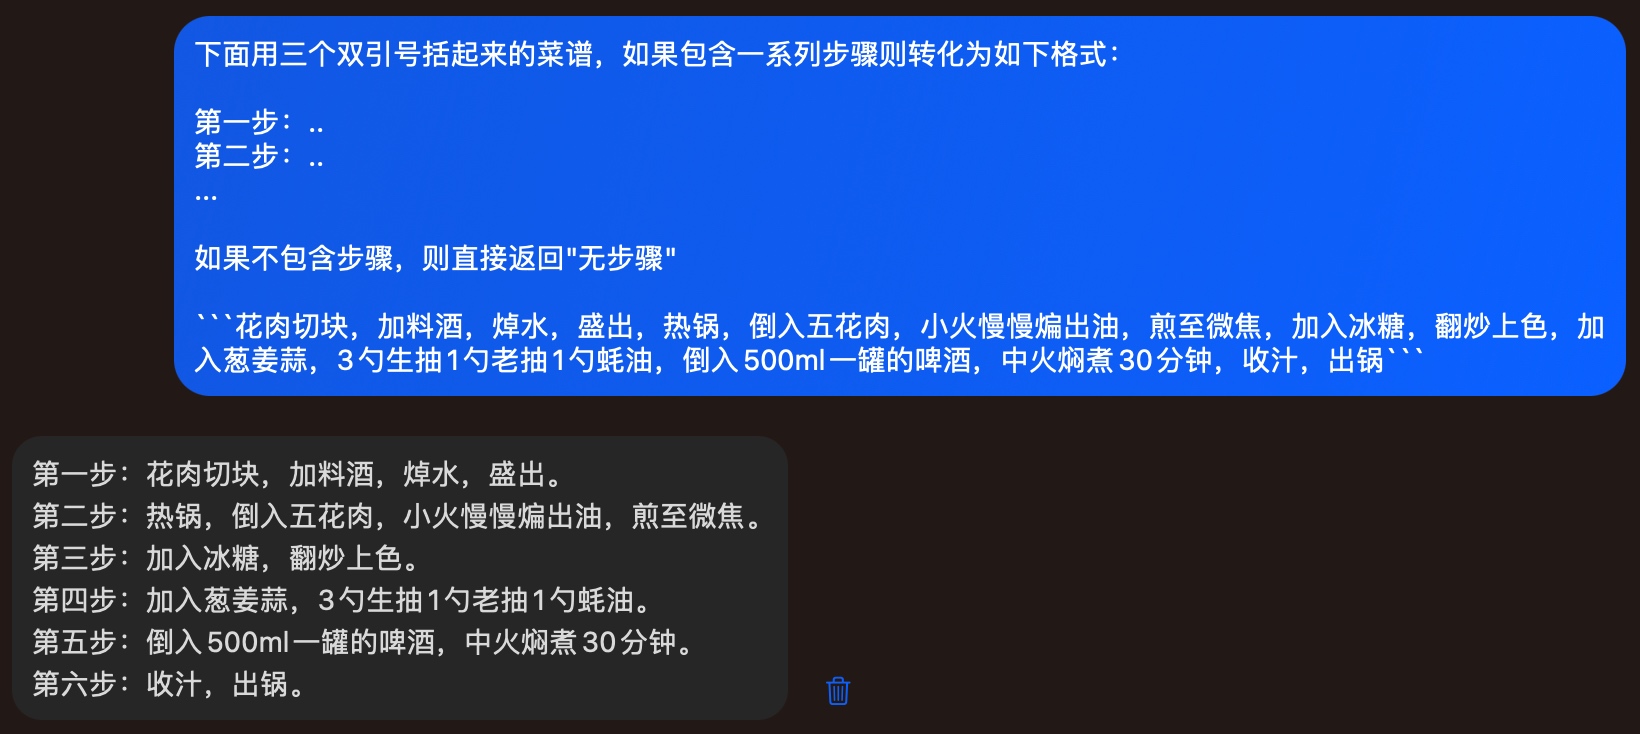 下面用三个双引号括起来的菜谱，如果包含一系列步骤则转化为如下格式：
第一步：..
第二步：..
...
如果不包含步骤，则直接返回"无步骤"
```花肉切块，加料酒，焯水，盛出，热锅，倒入五花肉，小火慢慢煸出油，煎至微焦，加入冰糖，翻炒上色，加
入葱姜蒜，3勺生抽1勺老抽1勺蚝油，倒入500ml一罐的啤酒，中火焖煮30分钟，收汁，出锅```
第一步：花肉切块，加料酒，焯水，盛出。
第二步：热锅，倒入五花肉，小火慢慢煸出油，煎至微焦。
第三步：加入冰糖，翻炒上色。
第四步：加入葱姜蒜，3勺生抽1勺老抽1勺蚝油。
第五步：倒入500ml一罐的啤酒，中火焖煮30分钟。
第六步：收汁，出锅。